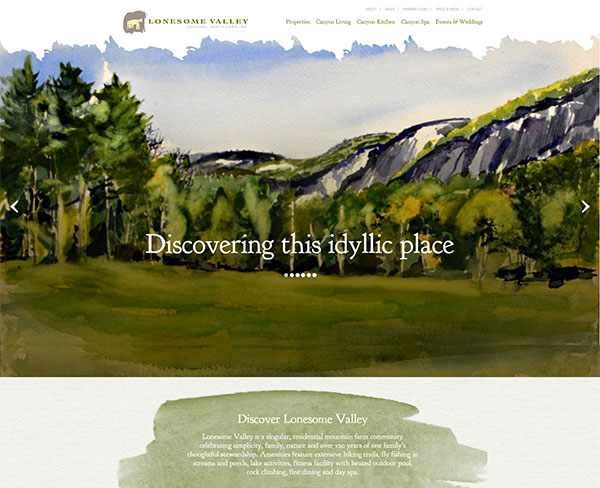 ABOUT | NEWS | MEMBER LOGIN | PRESS & MEDIA | CONTACT
LONESOME VALLEY
CASHIERS, NORTH CAROLINA
Properties Canyon Living Canyon Kitchen Canyon Spa Events & Weddings
Discovering this idyllic place
Discover Lonesome Valley
Lonesome Valley is a singular, residential mountain farm community
celebrating simplicity, family, nature and over 120 years of one family's
thoughtful stewardship. Amenities feature extensive hiking trails, fly fishing in
streams and ponds, lake activities, fitness facility with heated outdoor pool,
rock climbing, fine dining and day spa.